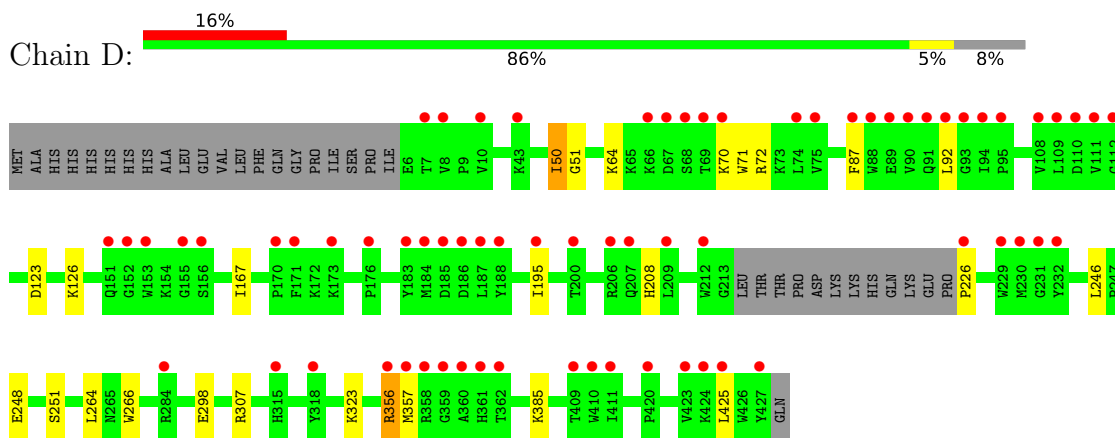 16%
Chain D:
86% 5% 8%
MET ALA HIS HIS HIS HIS HIS HIS HIS HIS ALA LEU GLU VAL LEU PHE GLN GLY PRO ILE SER PRO ILE E6 T7 V8 P9 V10 K43 I50 G51 K64 K65 K66 D67 S68 T69 K70 W71 R72 K73 L74 V75 F87 W88 E89 V90 Q91 L92 G93 I94 P95 V108 L109 D110 V111 G112
D123 K126 Q151 G152 W153 K154 G155 S156 I167 P170 F171 K172 K173 P176 Y183 M184 D185 D186 L187 Y188 I195 T200 R206 Q207 H208 L209 W212 G213 LEU THR THR PRO ASP LYS LYS HIS GLN LYS GLU PRO P226 W229 M230 G231 Y232 L246 P247
E248 S251 L264 N265 W266 R284 E298 R307 H315 Y318 K323 R356 M357 R358 G359 A360 H361 T362 K385 T409 W410 I411 P420 V423 K424 L425 W426 Y427 GLN